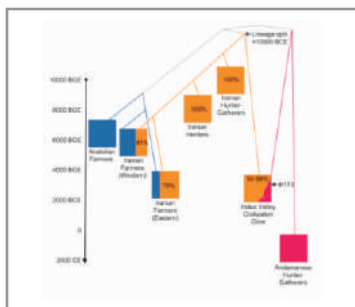 Lineage split
>10000 BCE
10000 BCE
8000 BCE
6000 BCE
4000 BCE
2000 BCE
0
2000 CE
100%
Iranian
Hunter
Gatherers
100%
Iranian
Herders
Anatolian
Farmers
Iranian
Farmers
(Western)
Iranian
Farmers
(Eastern)
Indus Valley
Civilization
Cline
Andamanese
Hunter
Gatherers